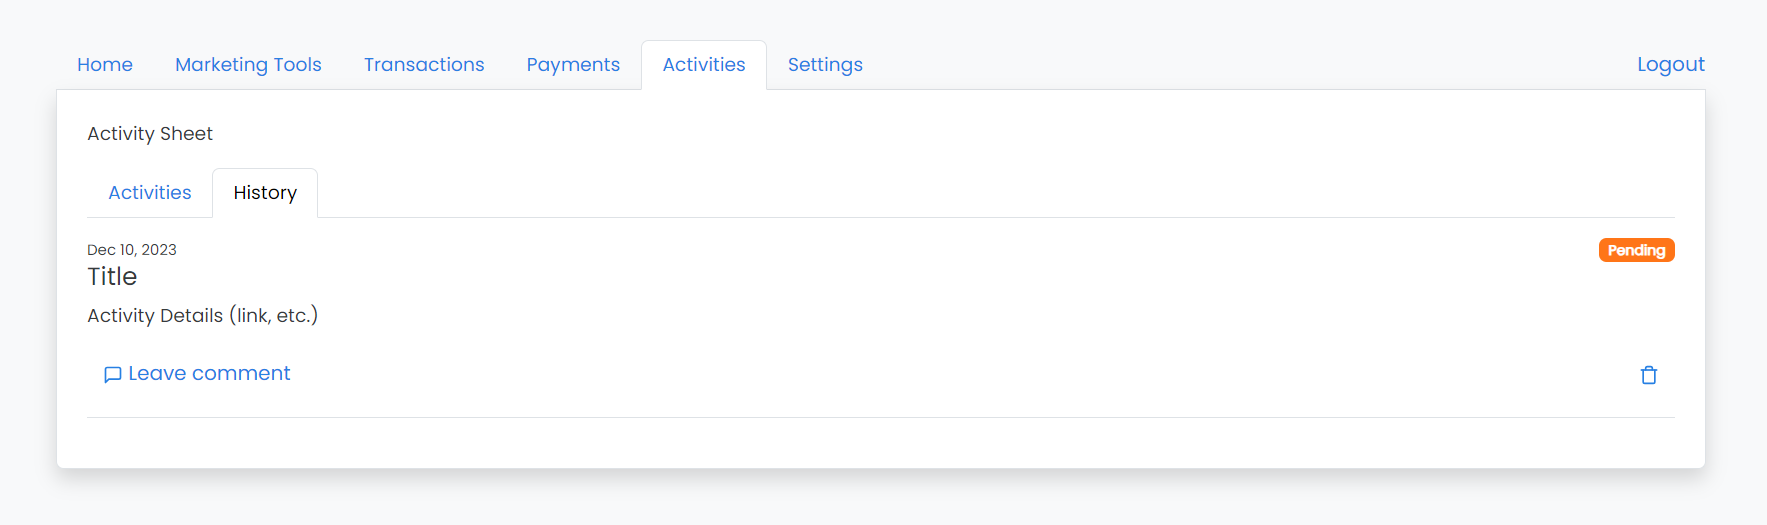 Home Marketing Tools Transactions Payments Activities Settings Logout
Activity Sheet
Activities History
Dec 10, 2023 Pending
Title
Activity Details (link, etc.)
Leave comment